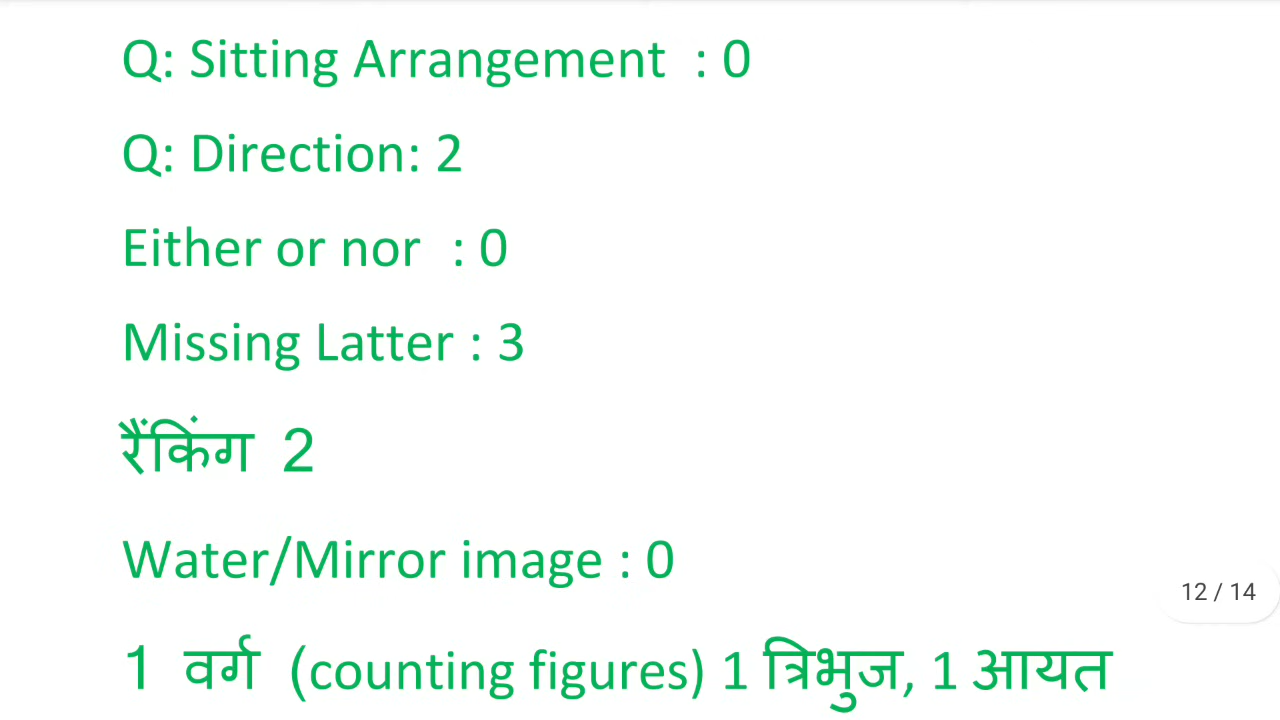 Q: Sitting Arrangement : 0
Q: Direction: 2
Either or nor : 0
Missing Latter : 3
रैंकिंग 2
Water/Mirror image : 0
12 / 14
1 वर्ग (counting figures) 1 त्रिभुज, 1 आयत